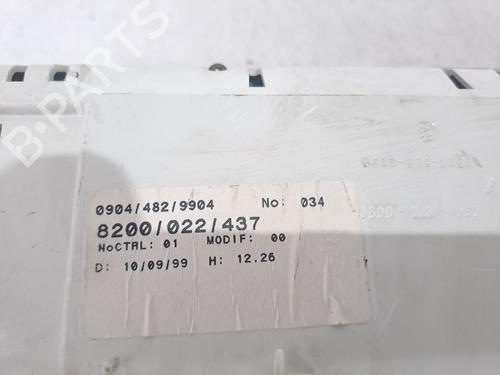 B-PARTS
0904/482/9904 No: 034
8200/022/437
NoCTRL: 01 MODIF: 00
D: 10/09/99 H: 12.26